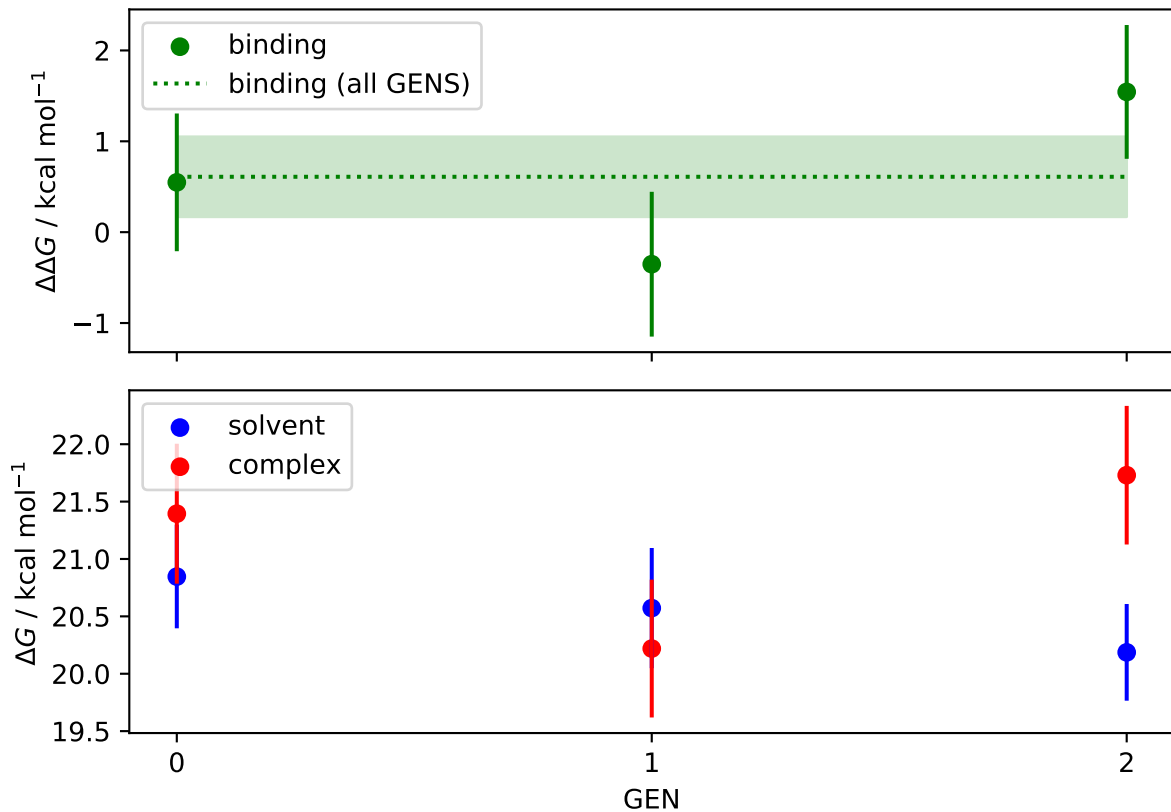 2
1
0
−1
ΔΔG / kcal mol⁻¹
binding
binding (all GENS)
22.0
21.5
21.0
20.5
20.0
19.5
ΔG / kcal mol⁻¹
solvent
complex
0
1
2
GEN